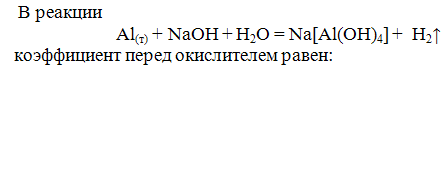 В реакции
Al(т) + NaOH + H₂O = Na[Al(OH)₄] + H₂↑
коэффициент перед окислителем равен: